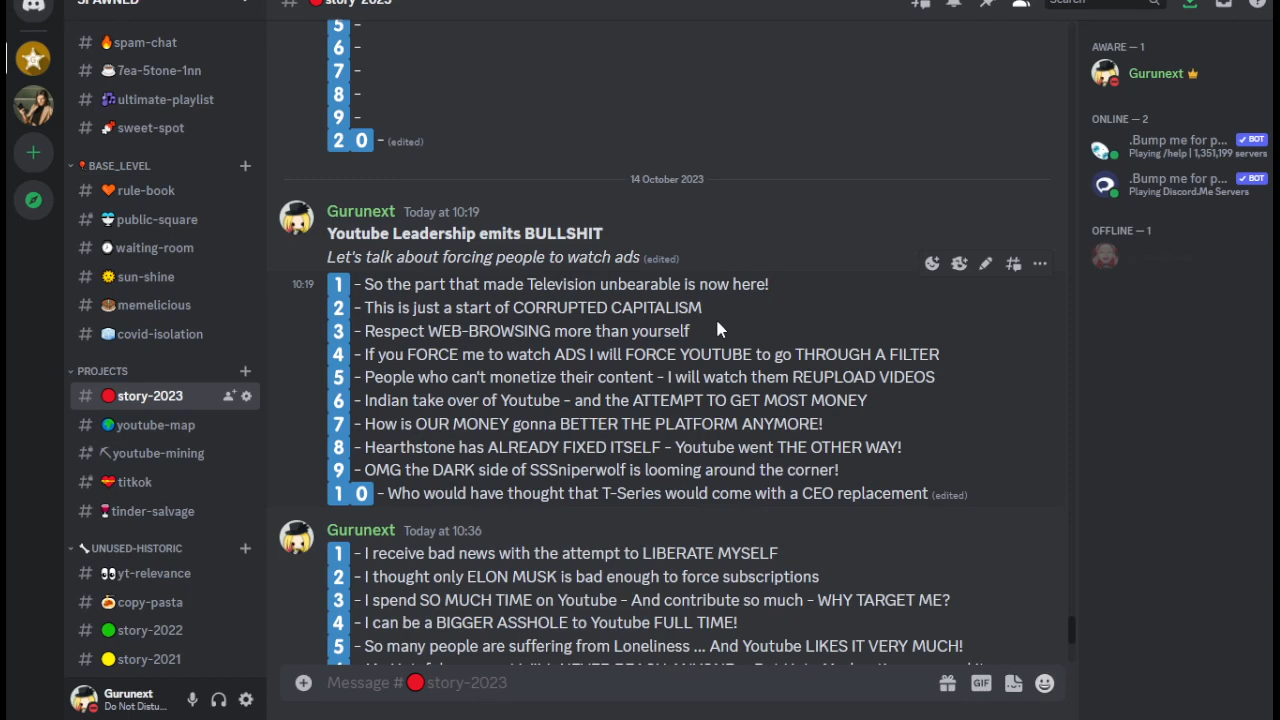 SPAWNED
spam-chat
7ea-5tone-1nn
ultimate-playlist
sweet-spot
BASE_LEVEL
rule-book
public-square
waiting-room
sun-shine
memelicious
covid-isolation
PROJECTS
story-2023
youtube-map
youtube-mining
titkok
tinder-salvage
UNUSED-HISTORIC
yt-relevance
copy-pasta
story-2022
story-2021
Gurunext
Do Not Distu...
story-2023
Search
5 -
6 -
7 -
8 -
9 -
2 0 - (edited)
14 October 2023
Gurunext Today at 10:19
Youtube Leadership emits BULLSHIT
Let's talk about forcing people to watch ads (edited)
10:19 1 - So the part that made Television unbearable is now here!
2 - This is just a start of CORRUPTED CAPITALISM
3 - Respect WEB-BROWSING more than yourself
4 - If you FORCE me to watch ADS I will FORCE YOUTUBE to go THROUGH A FILTER
5 - People who can't monetize their content - I will watch them REUPLOAD VIDEOS
6 - Indian take over of Youtube - and the ATTEMPT TO GET MOST MONEY
7 - How is OUR MONEY gonna BETTER THE PLATFORM ANYMORE!
8 - Hearthstone has ALREADY FIXED ITSELF - Youtube went THE OTHER WAY!
9 - OMG the DARK side of SSSniperwolf is looming around the corner!
1 0 - Who would have thought that T-Series would come with a CEO replacement (edited)
Gurunext Today at 10:36
1 - I receive bad news with the attempt to LIBERATE MYSELF
2 - I thought only ELON MUSK is bad enough to force subscriptions
3 - I spend SO MUCH TIME on Youtube - And contribute so much - WHY TARGET ME?
4 - I can be a BIGGER ASSHOLE to Youtube FULL TIME!
5 - So many people are suffering from Loneliness ... And Youtube LIKES IT VERY MUCH!
Message # story-2023
GIF
AWARE — 1
Gurunext
ONLINE — 2
.Bump me for p... BOT
Playing /help | 1,351,199 servers
.Bump me for p... BOT
Playing Discord.Me Servers
OFFLINE — 1